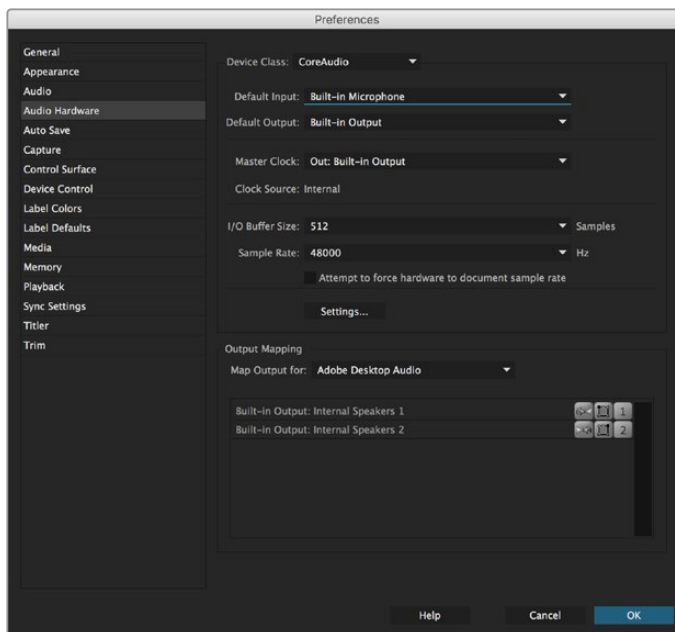 Preferences
General
Appearance
Audio
Audio Hardware
Auto Save
Capture
Control Surface
Device Control
Label Colors
Label Defaults
Media
Memory
Playback
Sync Settings
Titler
Trim
Device Class: CoreAudio
Default Input: Built-in Microphone
Default Output: Built-in Output
Master Clock: Out: Built-in Output
Clock Source: Internal
I/O Buffer Size: 512 Samples
Sample Rate: 48000 Hz
Attempt to force hardware to document sample rate
Settings...
Output Mapping
Map Output for: Adobe Desktop Audio
Built-in Output: Internal Speakers 1 1
Built-in Output: Internal Speakers 2 2
Help Cancel OK